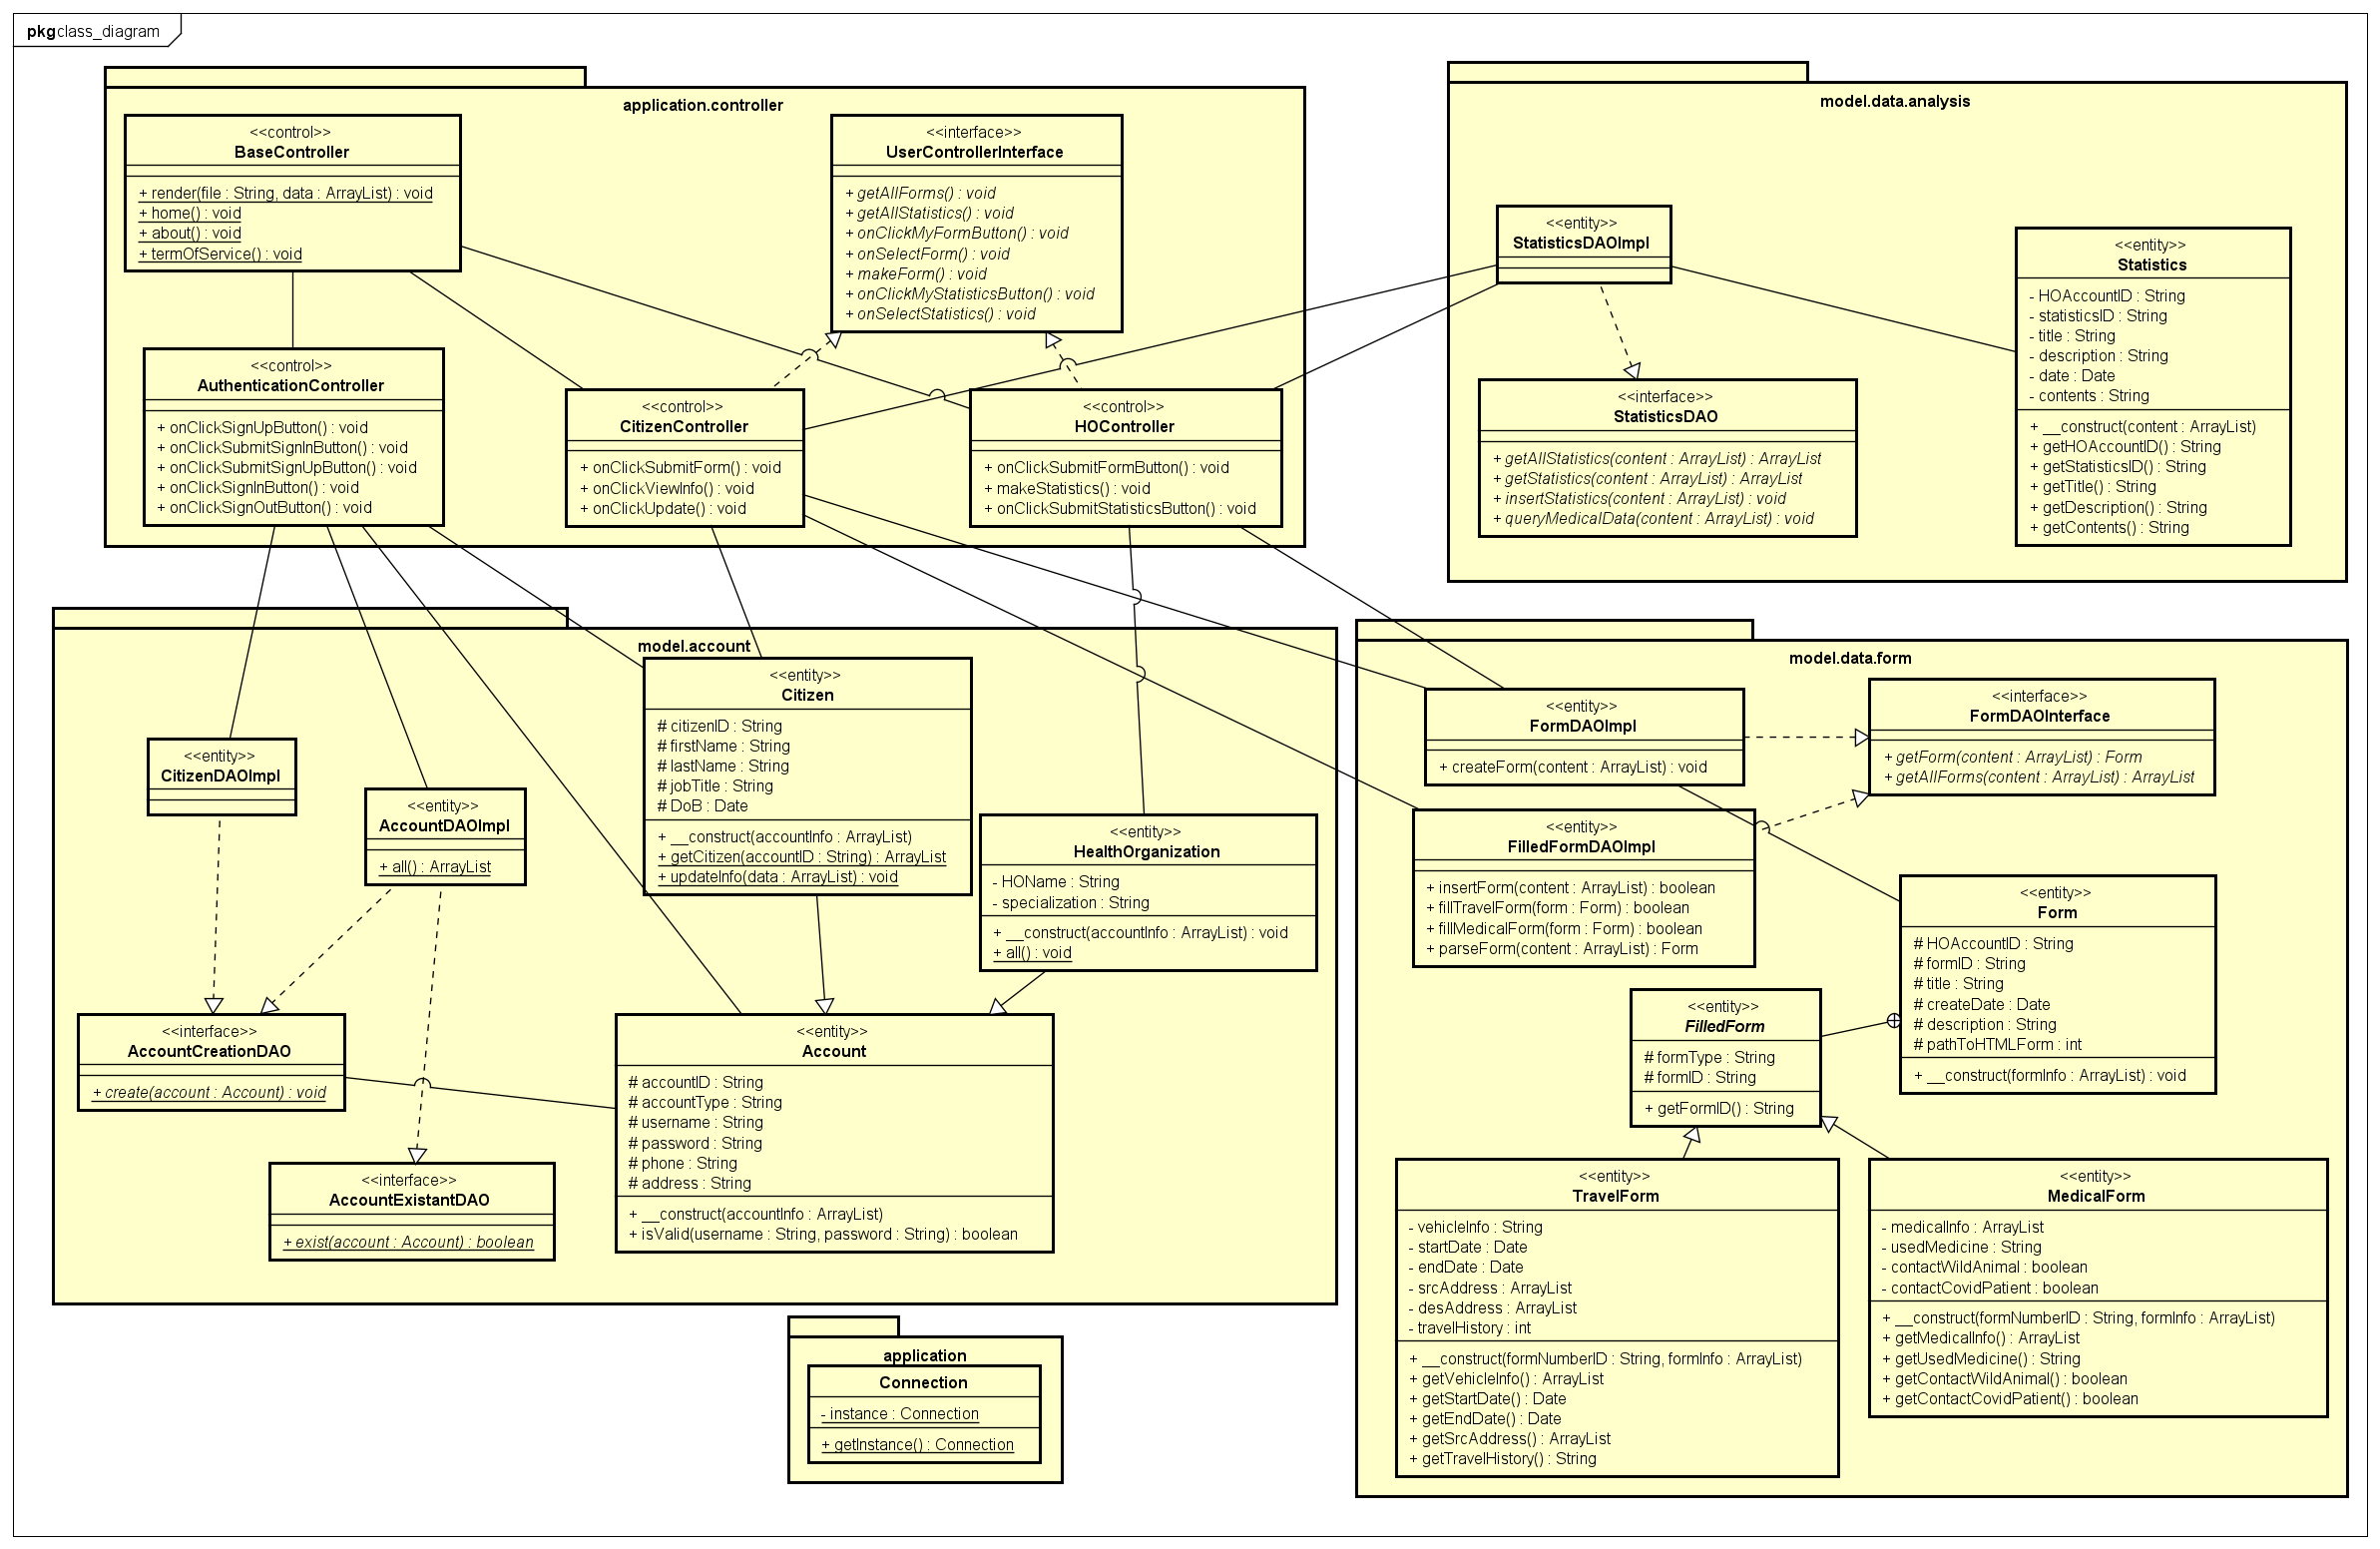 pkg class_diagram
application.controller
<<control>>
BaseController
+ render(file : String, data : ArrayList) : void
+ home() : void
+ about() : void
+ termOfService() : void
<<interface>>
UserControllerInterface
+ getAllForms() : void
+ getAllStatistics() : void
+ onClickMyFormButton() : void
+ onSelectForm() : void
+ makeForm() : void
+ onClickMyStatisticsButton() : void
+ onSelectStatistics() : void
<<control>>
AuthenticationController
+ onClickSignUpButton() : void
+ onClickSubmitSignInButton() : void
+ onClickSubmitSignUpButton() : void
+ onClickSignInButton() : void
+ onClickSignOutButton() : void
<<control>>
CitizenController
+ onClickSubmitForm() : void
+ onClickViewInfo() : void
+ onClickUpdate() : void
<<control>>
HOController
+ onClickSubmitFormButton() : void
+ makeStatistics() : void
+ onClickSubmitStatisticsButton() : void
model.data.analysis
<<entity>>
StatisticsDAOImpl
<<entity>>
Statistics
- HOAccountID : String
- statisticsID : String
- title : String
- description : String
- date : Date
- contents : String
+ __construct(content : ArrayList)
+ getHOAccountID() : String
+ getStatisticsID() : String
+ getTitle() : String
+ getDescription() : String
+ getContents() : String
<<interface>>
StatisticsDAO
+ getAllStatistics(content : ArrayList) : ArrayList
+ getStatistics(content : ArrayList) : ArrayList
+ insertStatistics(content : ArrayList) : void
+ queryMedicalData(content : ArrayList) : void
model.account
<<entity>>
Citizen
# citizenID : String
# firstName : String
# lastName : String
# jobTitle : String
# DoB : Date
+ __construct(accountInfo : ArrayList)
+ getCitizen(accountID : String) : ArrayList
+ updateInfo(data : ArrayList) : void
<<entity>>
CitizenDAOImpl
<<entity>>
AccountDAOImpl
+ all() : ArrayList
<<entity>>
HealthOrganization
- HOName : String
- specialization : String
+ __construct(accountInfo : ArrayList) : void
+ all() : void
<<interface>>
AccountCreationDAO
+ create(account : Account) : void
<<entity>>
Account
# accountID : String
# accountType : String
# username : String
# password : String
# phone : String
# address : String
+ __construct(accountInfo : ArrayList)
+ isValid(username : String, password : String) : boolean
<<interface>>
AccountExistantDAO
+ exist(account : Account) : boolean
model.data.form
<<entity>>
FormDAOImpl
+ createForm(content : ArrayList) : void
<<interface>>
FormDAOInterface
+ getForm(content : ArrayList) : Form
+ getAllForms(content : ArrayList) : ArrayList
<<entity>>
FilledFormDAOImpl
+ insertForm(content : ArrayList) : boolean
+ fillTravelForm(form : Form) : boolean
+ fillMedicalForm(form : Form) : boolean
+ parseForm(content : ArrayList) : Form
<<entity>>
Form
# HOAccountID : String
# formID : String
# title : String
# createDate : Date
# description : String
# pathToHTMLForm : int
+ __construct(formInfo : ArrayList) : void
<<entity>>
FilledForm
# formType : String
# formID : String
+ getFormID() : String
<<entity>>
TravelForm
- vehicleInfo : String
- startDate : Date
- endDate : Date
- srcAddress : ArrayList
- desAddress : ArrayList
- travelHistory : int
+ __construct(formNumberID : String, formInfo : ArrayList)
+ getVehicleInfo() : ArrayList
+ getStartDate() : Date
+ getEndDate() : Date
+ getSrcAddress() : ArrayList
+ getTravelHistory() : String
<<entity>>
MedicalForm
- medicalInfo : ArrayList
- usedMedicine : String
- contactWildAnimal : boolean
- contactCovidPatient : boolean
+ __construct(formNumberID : String, formInfo : ArrayList)
+ getMedicalInfo() : ArrayList
+ getUsedMedicine() : String
+ getContactWildAnimal() : boolean
+ getContactCovidPatient() : boolean
application
Connection
- instance : Connection
+ getInstance() : Connection